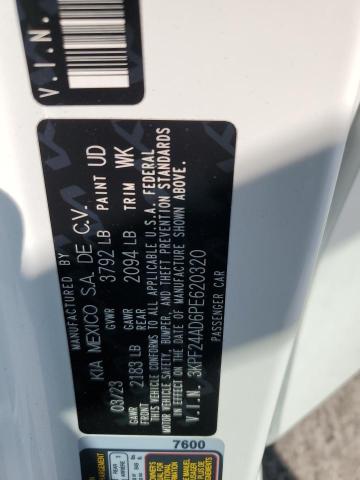 V.I.N.
MANUFACTURED BY
KIA MEXICO S.A. DE C.V.
03/23 GVWR 3792 LB PAINT UD
GAWR FRONT 2183 LB GAWR REAR 2094 LB TRIM WK
THIS VEHICLE CONFORMS TO ALL APPLICABLE U.S.A. FEDERAL
MOTOR VEHICLE SAFETY, BUMPER, AND THEFT PREVENTION STANDARDS
IN EFFECT ON THE DATE OF MANUFACTURE SHOWN ABOVE.
V.I.N. 3KPF24AD6PE620320
PASSENGER CAR
7600
REAR